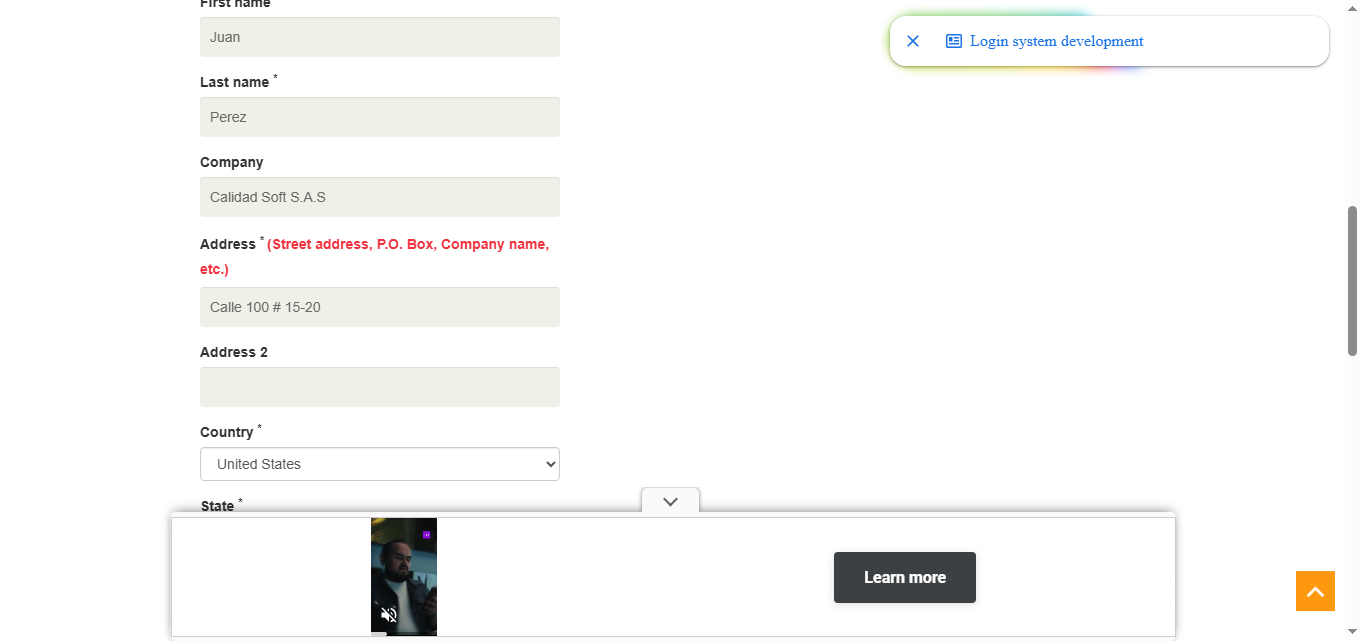 First name
Juan
Login system development
Last name *
Perez
Company
Calidad Soft S.A.S
Address * (Street address, P.O. Box, Company name,
etc.)
Calle 100 # 15-20
Address 2
Country *
United States
State *
Learn more